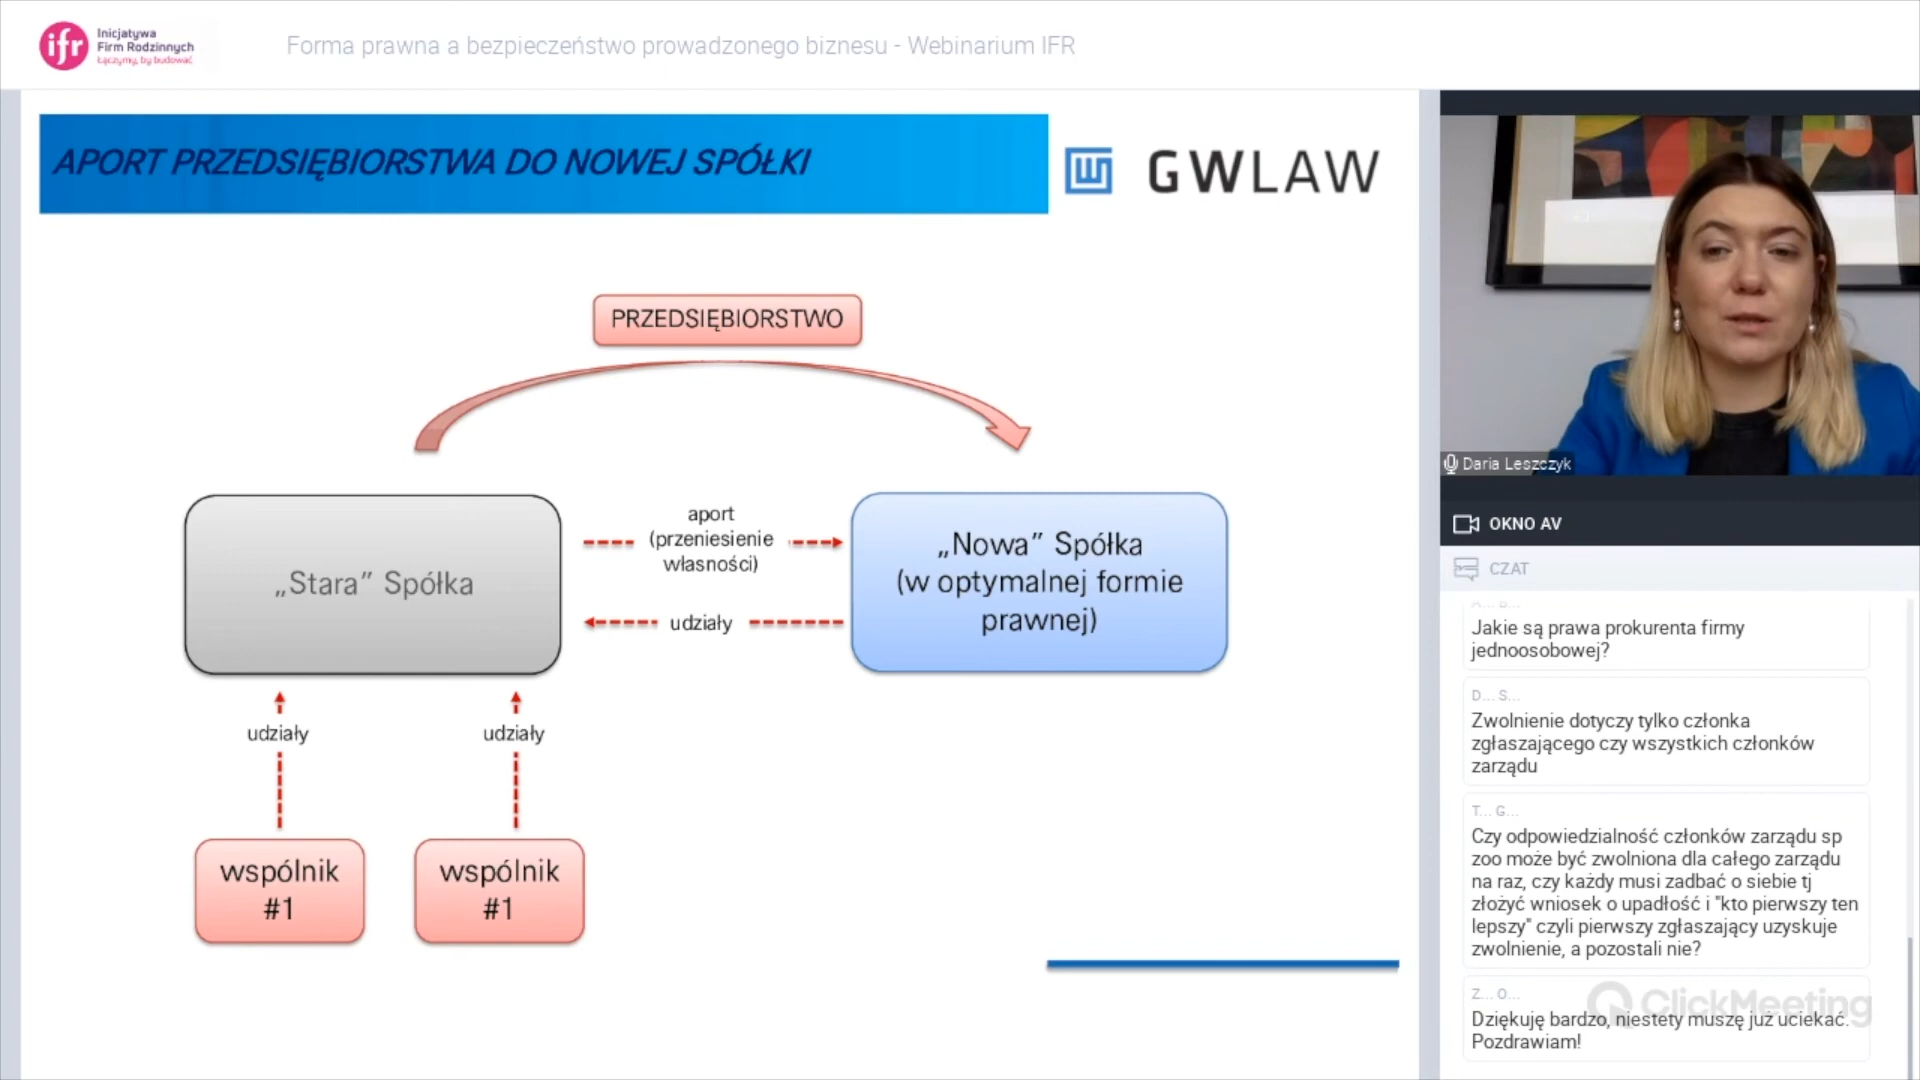 ifr
Inicjatywa
Firm Rodzinnych
Łączymy, by budować
Forma prawna a bezpieczeństwo prowadzonego biznesu - Webinarium IFR
APORT PRZEDSIĘBIORSTWA DO NOWEJ SPÓŁKI
GWLAW
PRZEDSIĘBIORSTWO
„Stara” Spółka
aport
(przeniesienie
własności)
udziały
„Nowa” Spółka
(w optymalnej formie
prawnej)
udziały
udziały
wspólnik
#1
wspólnik
#1
Daria Leszczyk
OKNO AV
CZAT
Jakie są prawa prokurenta firmy
jednoosobowej?
D... S...
Zwolnienie dotyczy tylko członka
zgłaszającego czy wszystkich członków
zarządu
T... G...
Czy odpowiedzialność członków zarządu sp
zoo może być zwolniona dla całego zarządu
na raz, czy każdy musi zadbać o siebie tj
złożyć wniosek o upadłość i "kto pierwszy ten
lepszy" czyli pierwszy zgłaszający uzyskuje
zwolnienie, a pozostali nie?
Z... O...
Dziękuję bardzo, niestety muszę już uciekać.
Pozdrawiam!
ClickMeeting